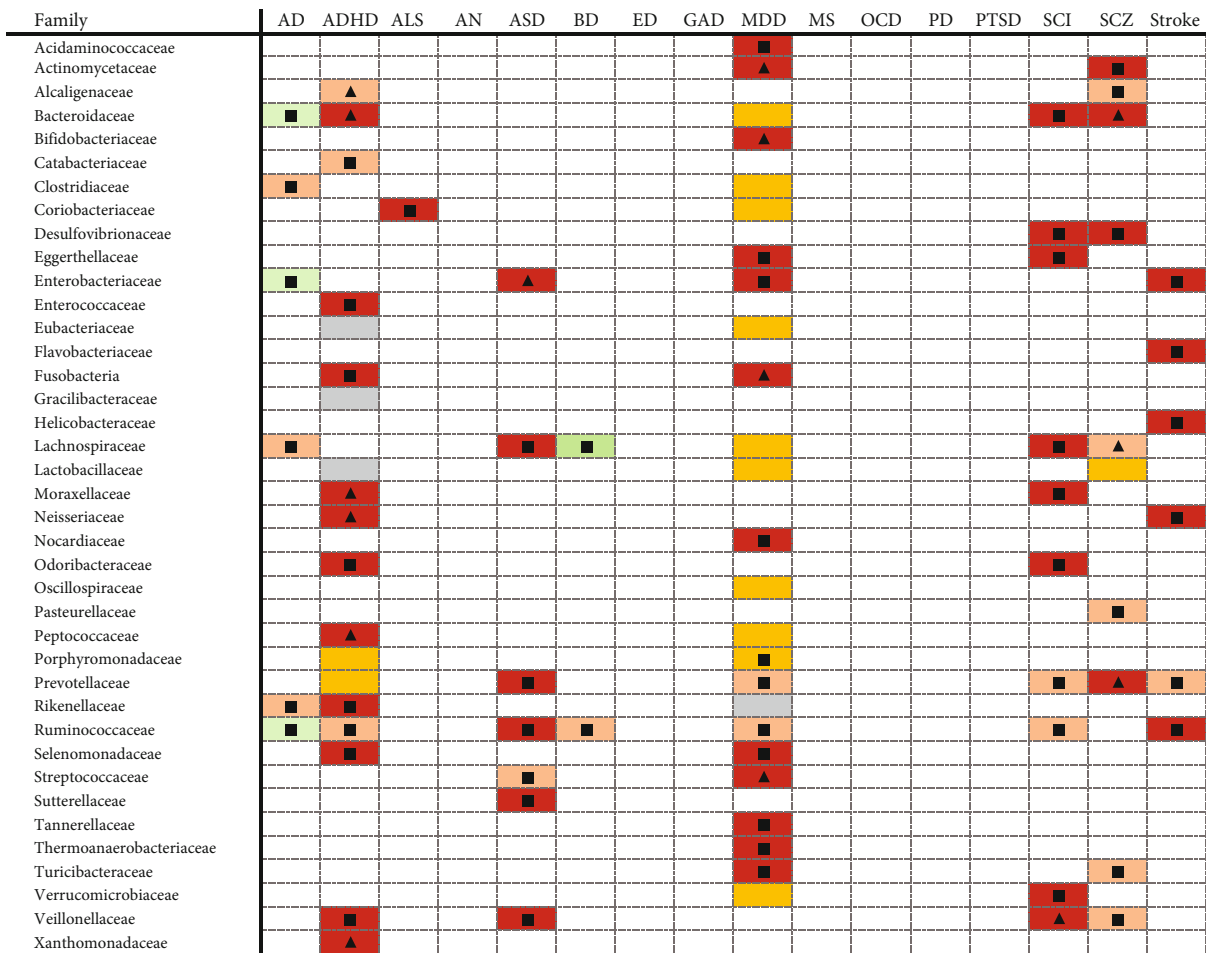 Family AD ADHD ALS AN ASD BD ED GAD MDD MS OCD PD PTSD SCI SCZ Stroke
Acidaminococcaceae
Actinomycetaceae
Alcaligenaceae
Bacteroidaceae
Bifidobacteriaceae
Catabacteriaceae
Clostridiaceae
Coriobacteriaceae
Desulfovibrionaceae
Eggerthellaceae
Enterobacteriaceae
Enterococcaceae
Eubacteriaceae
Flavobacteriaceae
Fusobacteria
Gracilibacteraceae
Helicobacteraceae
Lachnospiraceae
Lactobacillaceae
Moraxellaceae
Neisseriaceae
Nocardiaceae
Odoribacteraceae
Oscillospiraceae
Pasteurellaceae
Peptococcaceae
Porphyromonadaceae
Prevotellaceae
Rikenellaceae
Ruminococcaceae
Selenomonadaceae
Streptococcaceae
Sutterellaceae
Tannerellaceae
Thermoanaerobacteriaceae
Turicibacteraceae
Verrucomicrobiaceae
Veillonellaceae
Xanthomonadaceae